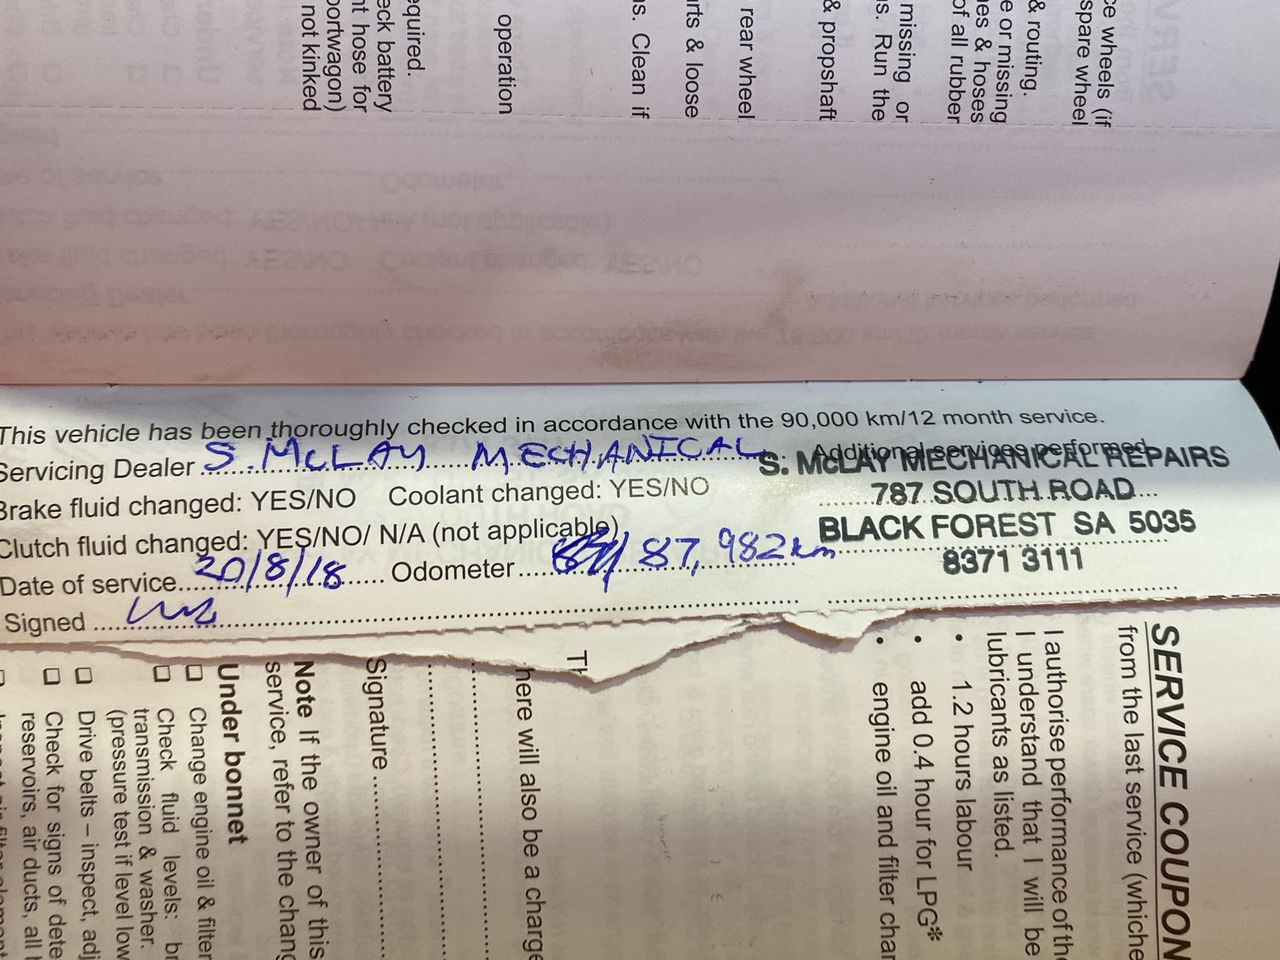 ce wheels (if
spare wheel
& routing.
e or missing
es & hoses
of all rubber
missing or
s. Run the
& propshaft
rear wheel
rts & loose
s. Clean if
operation
equired.
eck battery
t hose for
portwagon)
not kinked
This vehicle has been thoroughly checked in accordance with the 90,000 km/12 month service.
Servicing Dealer S. McLAY MECHANICAL
Additional services performed
Brake fluid changed: YES/NO Coolant changed: YES/NO
Clutch fluid changed: YES/NO/ N/A (not applicable)
Date of service 20/8/18 Odometer 87,982km
Signed
S. McLAY MECHANICAL REPAIRS
787 SOUTH ROAD
BLACK FOREST SA 5035
8371 3111
SERVICE COUPON
from the last service (whiche
I authorise performance of th
I understand that I will be
lubricants as listed.
• 1.2 hours labour
• add 0.4 hour for LPG*
• engine oil and filter char
Th
here will also be a charge
Signature
Note If the owner of this
service, refer to the chang
Under bonnet
Change engine oil & filter
Check fluid levels: br
transmission & washer.
(pressure test if level low
Drive belts – inspect, adj
Check for signs of dete
reservoirs, air ducts, all